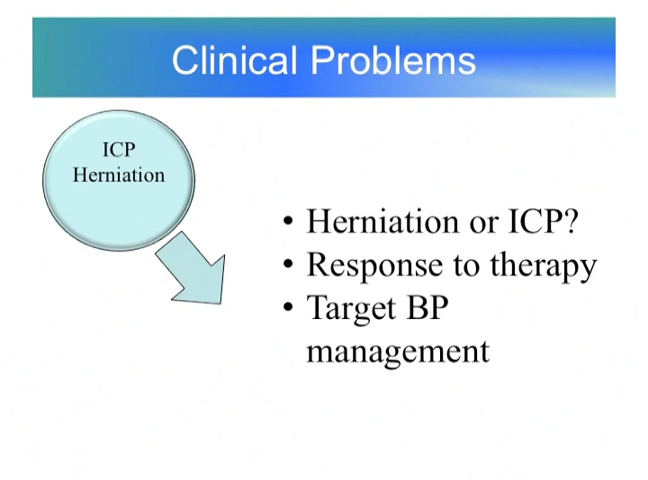 Clinical Problems
ICP
Herniation
• Herniation or ICP?
• Response to therapy
• Target BP
management